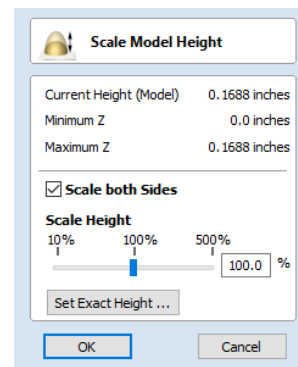 Scale Model Height
Current Height (Model) 0.1688 inches
Minimum Z 0.0 inches
Maximum Z 0.1688 inches
Scale both Sides
Scale Height
10% 100% 500%
100.0 %
Set Exact Height ...
OK Cancel